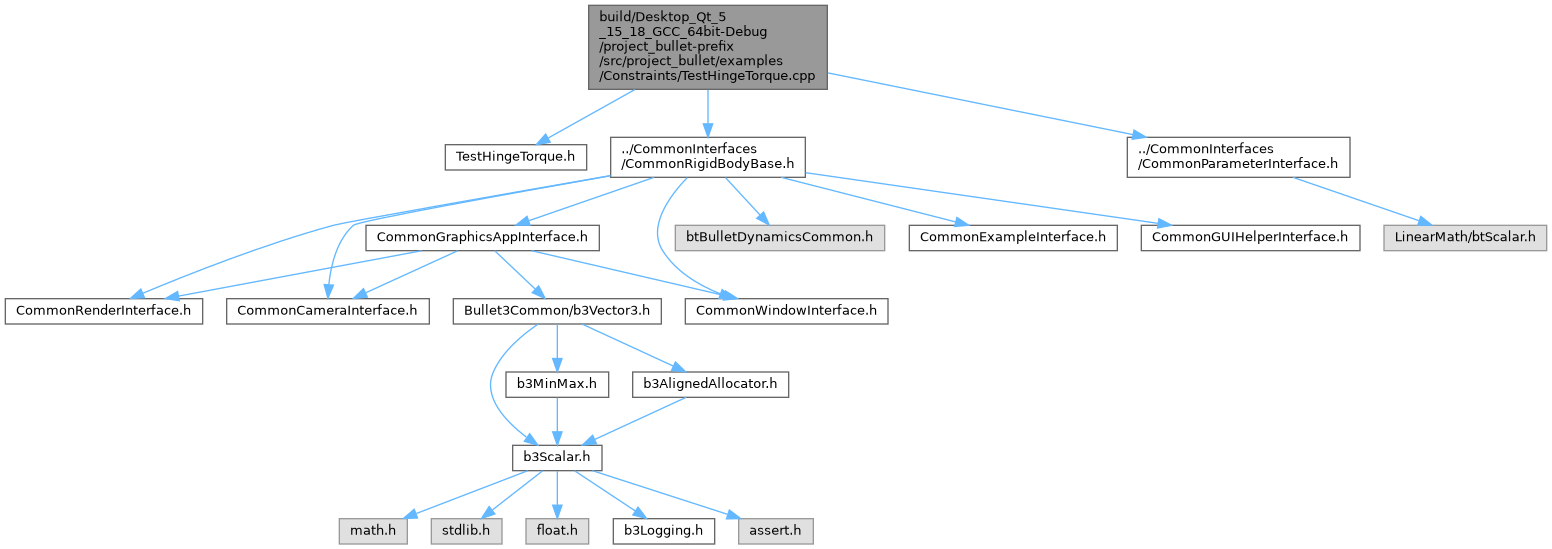 build/Desktop_Qt_5
_15_18_GCC_64bit-Debug
/project_bullet-prefix
/src/project_bullet/examples
/Constraints/TestHingeTorque.cpp
TestHingeTorque.h
../CommonInterfaces
/CommonRigidBodyBase.h
../CommonInterfaces
/CommonParameterInterface.h
CommonGraphicsAppInterface.h
btBulletDynamicsCommon.h
CommonExampleInterface.h
CommonGUIHelperInterface.h
LinearMath/btScalar.h
CommonRenderInterface.h
CommonCameraInterface.h
Bullet3Common/b3Vector3.h
CommonWindowInterface.h
b3MinMax.h
b3AlignedAllocator.h
b3Scalar.h
math.h
stdlib.h
float.h
b3Logging.h
assert.h